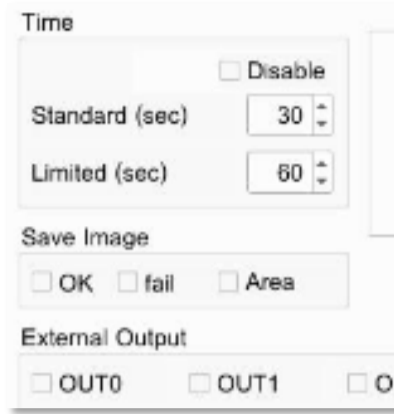 Time
Disable
Standard (sec) 30
Limited (sec) 60
Save Image
OK fail Area
External Output
OUT0 OUT1